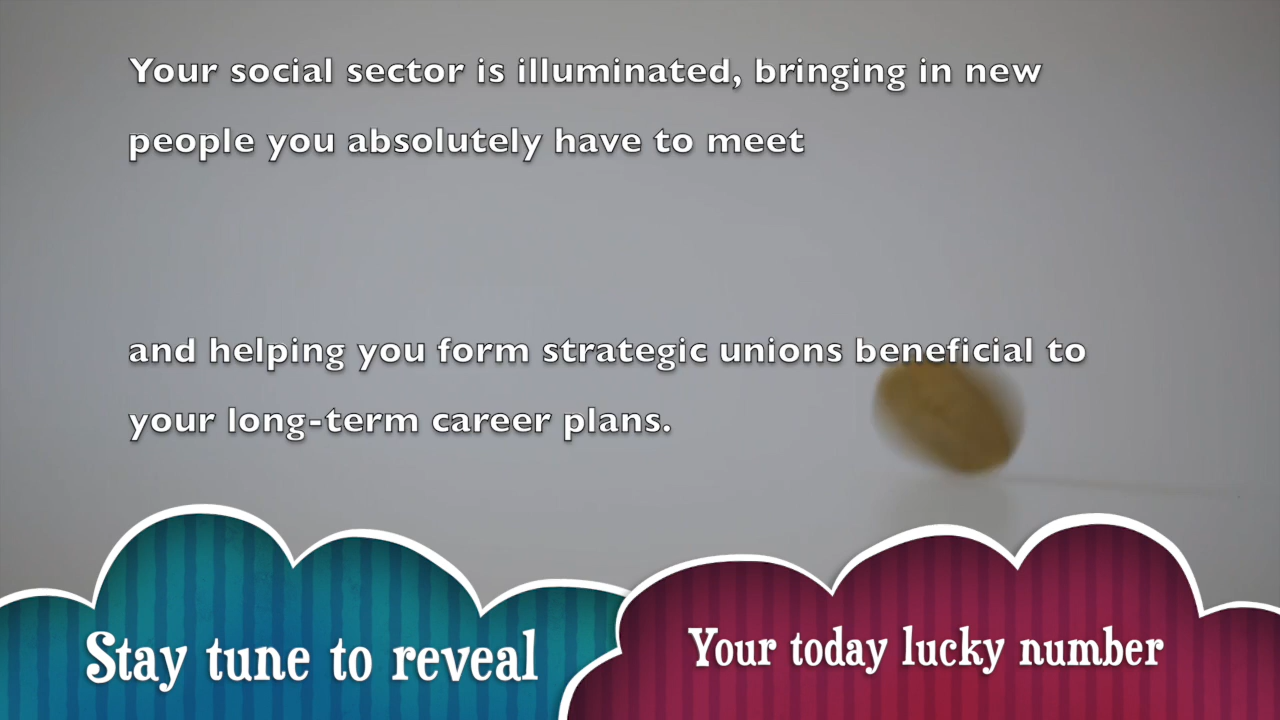 Your social sector is illuminated, bringing in new
people you absolutely have to meet
and helping you form strategic unions beneficial to
your long-term career plans.
Stay tune to reveal
Your today lucky number